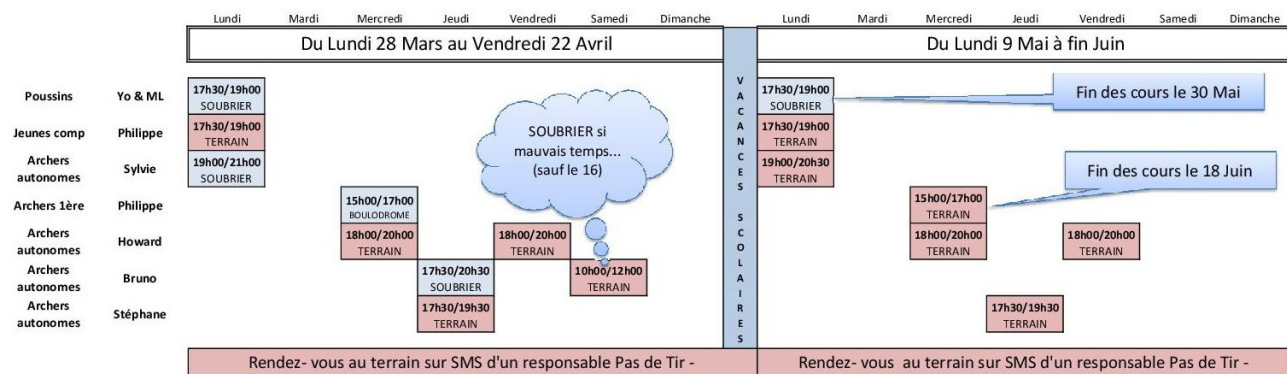 Lundi Mardi Mercredi Jeudi Vendredi Samedi Dimanche Lundi Mardi Mercredi Jeudi Vendredi Samedi Dimanche
Du Lundi 28 Mars au Vendredi 22 Avril
Du Lundi 9 Mai à fin Juin
VACANCES SCOLAIRES
Poussins Yo & ML
17h30/19h00
SOUBRIER
17h30/19h00
SOUBRIER
Fin des cours le 30 Mai
Jeunes comp Philippe
17h30/19h00
TERRAIN
17h30/19h00
TERRAIN
SOUBRIER si
mauvais temps...
(sauf le 16)
Archers
autonomes
Sylvie
19h00/21h00
SOUBRIER
19h00/20h30
TERRAIN
Fin des cours le 18 Juin
Archers 1ère Philippe
15h00/17h00
BOULODROME
15h00/17h00
TERRAIN
Archers
autonomes
Howard
18h00/20h00
TERRAIN
18h00/20h00
TERRAIN
18h00/20h00
TERRAIN
18h00/20h00
TERRAIN
Archers
autonomes
Bruno
17h30/20h30
SOUBRIER
10h00/12h00
TERRAIN
Archers
autonomes
Stéphane
17h30/19h30
TERRAIN
17h30/19h30
TERRAIN
Rendez- vous au terrain sur SMS d'un responsable Pas de Tir -
Rendez- vous au terrain sur SMS d'un responsable Pas de Tir -